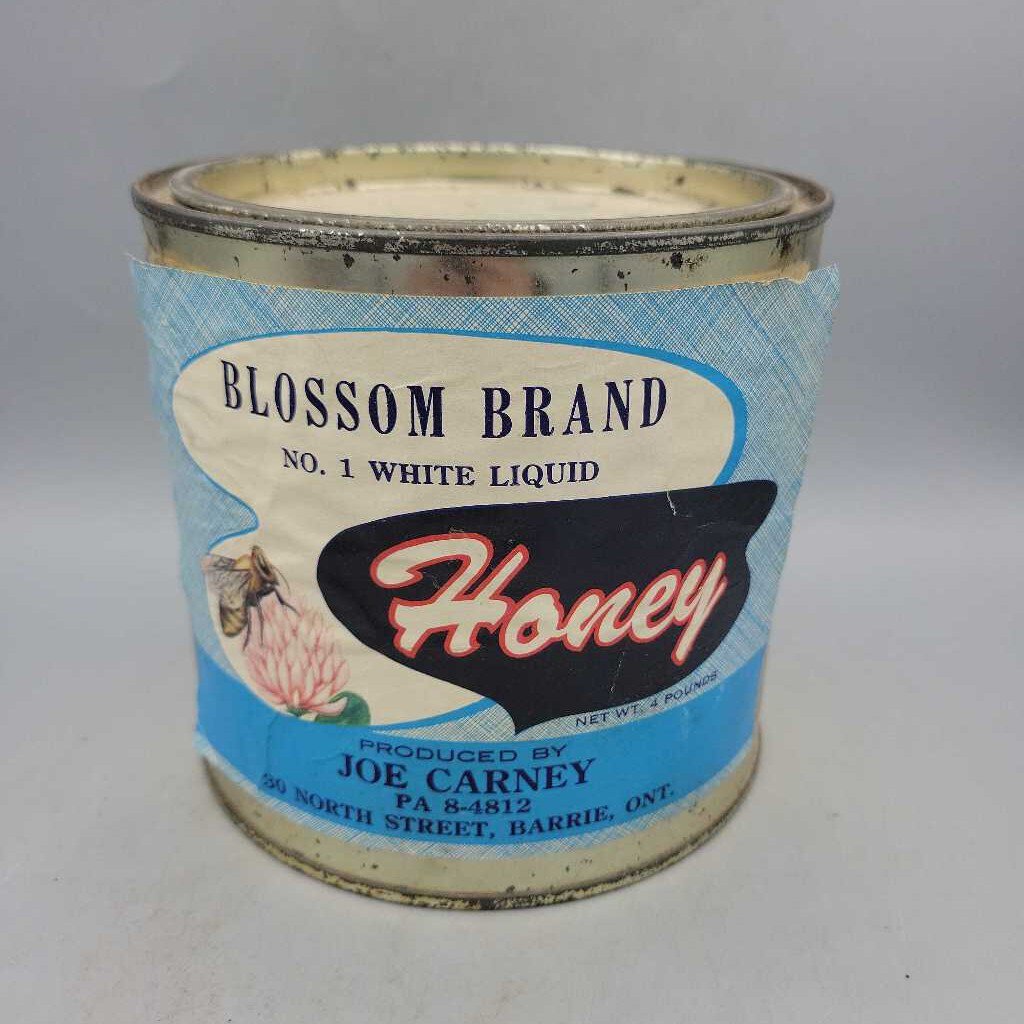 BLOSSOM BRAND
NO. 1 WHITE LIQUID
Honey
NET WT. 4 POUNDS
PRODUCED BY
JOE CARNEY
PA 8-4812
30 NORTH STREET, BARRIE, ONT.